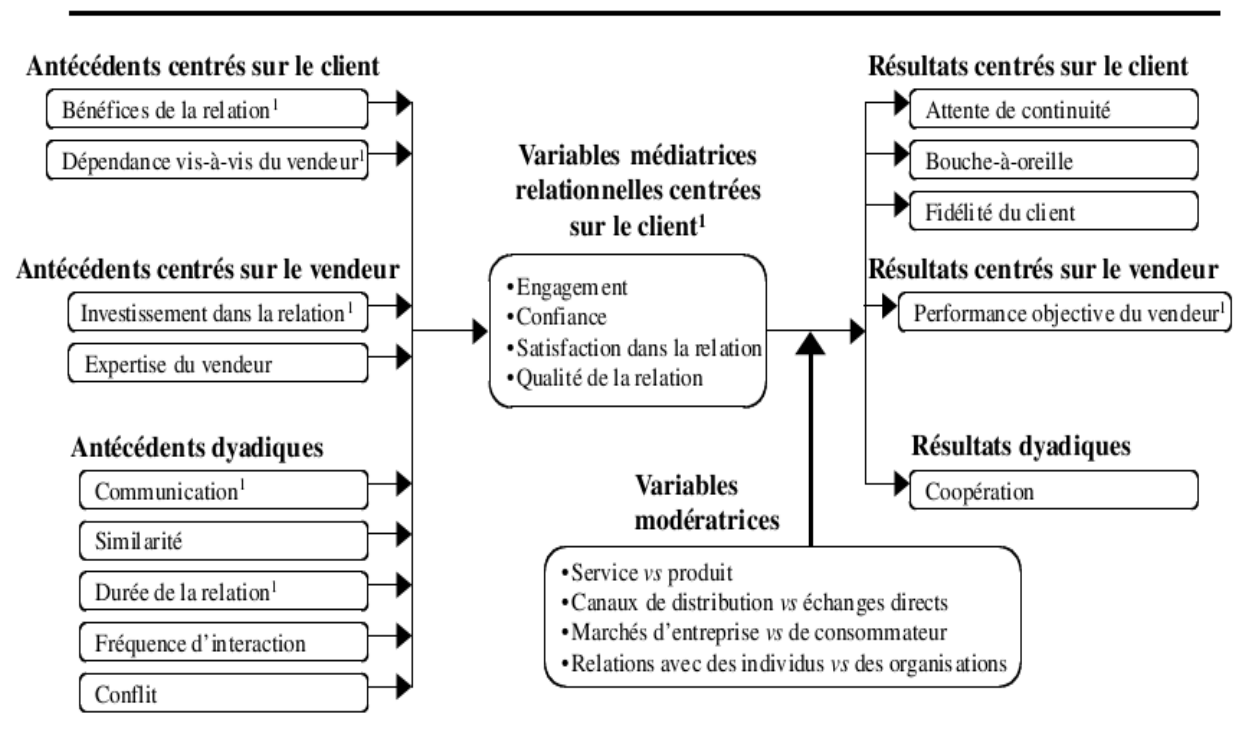 Antécédents centrés sur le client
Bénéfices de la relation¹
Dépendance vis-à-vis du vendeur¹
Antécédents centrés sur le vendeur
Investissement dans la relation¹
Expertise du vendeur
Antécédents dyadiques
Communication¹
Similarité
Durée de la relation¹
Fréquence d’interaction
Conflit
Variables médiatrices
relationnelles centrées
sur le client¹
•Engagement
•Confiance
•Satisfaction dans la relation
•Qualité de la relation
Variables
modératrices
•Service vs produit
•Canaux de distribution vs échanges directs
•Marchés d’entreprise vs de consommateur
•Relations avec des individus vs des organisations
Résultats centrés sur le client
Attente de continuité
Bouche-à-oreille
Fidélité du client
Résultats centrés sur le vendeur
Performance objective du vendeur¹
Résultats dyadiques
Coopération